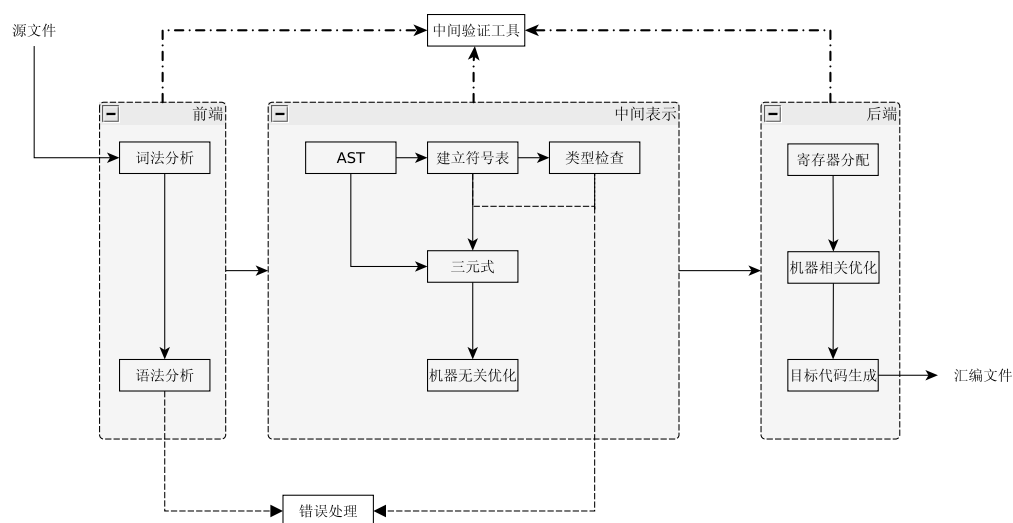 源文件
中间验证工具
前端
词法分析
语法分析
中间表示
AST
建立符号表
类型检查
三元式
机器无关优化
后端
寄存器分配
机器相关优化
目标代码生成
汇编文件
错误处理